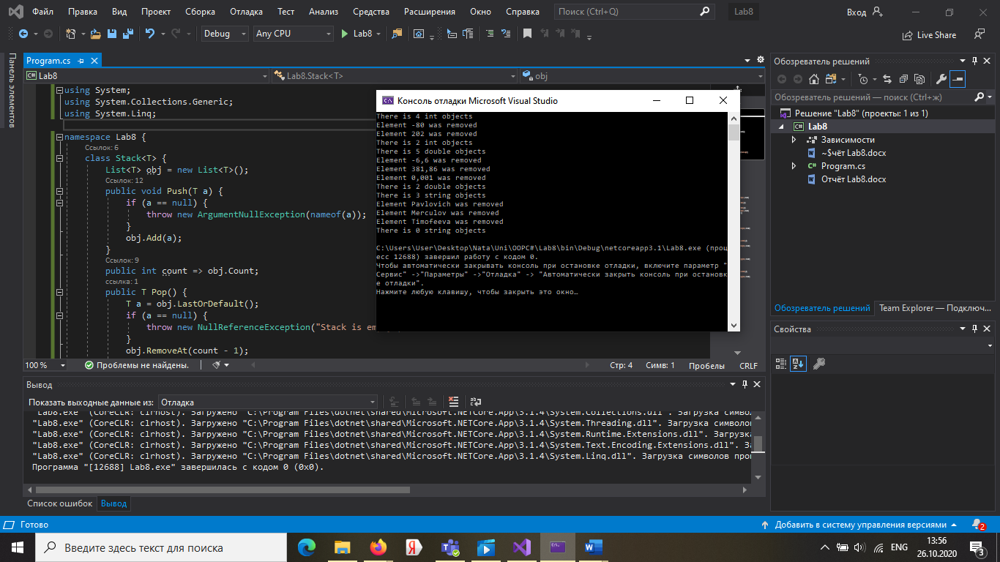 Файл Правка Вид Проект Сборка Отладка Тест Анализ Средства Расширения Окно Справка Поиск (Ctrl+Q) Lab8 Вход
Debug Any CPU Lab8 Live Share
Панель элементов
Program.cs
Lab8 Lab8.Stack<T> obj
using System;
using System.Collections.Generic;
using System.Linq;
namespace Lab8 {
Ссылок: 6
class Stack<T> {
List<T> obj = new List<T>();
Ссылок: 12
public void Push(T a) {
if (a == null) {
throw new ArgumentNullException(nameof(a));
}
obj.Add(a);
}
Ссылок: 9
public int count => obj.Count;
ссылка: 1
public T Pop() {
T a = obj.LastOrDefault();
if (a == null) {
throw new NullReferenceException("Stack is em
}
obj.RemoveAt(count - 1);
100 % Проблемы не найдены. Стр: 4 Симв: 1 Пробелы CRLF
Консоль отладки Microsoft Visual Studio
There is 4 int objects
Element -80 was removed
Element 202 was removed
There is 2 int objects
There is 5 double objects
Element -6,6 was removed
Element 381,86 was removed
Element 0,001 was removed
There is 2 double objects
There is 3 string objects
Element Pavlovich was removed
Element Merculov was removed
Element Timofeeva was removed
There is 0 string objects
C:\Users\User\Desktop\Nata\Uni\OOPC#\Lab8\bin\Debug\netcoreapp3.1\Lab8.exe (проц
есс 12688) завершил работу с кодом 0.
Чтобы автоматически закрывать консоль при остановке отладки, включите параметр "
Сервис" ->"Параметры" ->"Отладка" -> "Автоматически закрыть консоль при остановк
е отладки".
Нажмите любую клавишу, чтобы закрыть это окно…
Обозреватель решений
Обозреватель решений — поиск (Ctrl+ж)
Решение "Lab8" (проекты: 1 из 1)
Lab8
Зависимости
~$чёт Lab8.docx
Program.cs
Отчёт Lab8.docx
Обозреватель решений Team Explorer — Подключ...
Свойства
Вывод
Показать выходные данные из: Отладка
"Lab8.exe" (CoreCLR: clrhost). Загружено "C:\Program Files\dotnet\shared\Microsoft.NETCore.App\3.1.4\System.Collections.dll". Загрузка символ
"Lab8.exe" (CoreCLR: clrhost). Загружено "C:\Program Files\dotnet\shared\Microsoft.NETCore.App\3.1.4\System.Threading.dll". Загрузка символов
"Lab8.exe" (CoreCLR: clrhost). Загружено "C:\Program Files\dotnet\shared\Microsoft.NETCore.App\3.1.4\System.Runtime.Extensions.dll". Загрузка
"Lab8.exe" (CoreCLR: clrhost). Загружено "C:\Program Files\dotnet\shared\Microsoft.NETCore.App\3.1.4\System.Text.Encoding.Extensions.dll". За
"Lab8.exe" (CoreCLR: clrhost). Загружено "C:\Program Files\dotnet\shared\Microsoft.NETCore.App\3.1.4\System.Linq.dll". Загрузка символов проп
Программа "[12688] Lab8.exe" завершилась с кодом 0 (0x0).
Список ошибок Вывод
Готово Добавить в систему управления версиями 2
Введите здесь текст для поиска ENG 13:56
26.10.2020 3